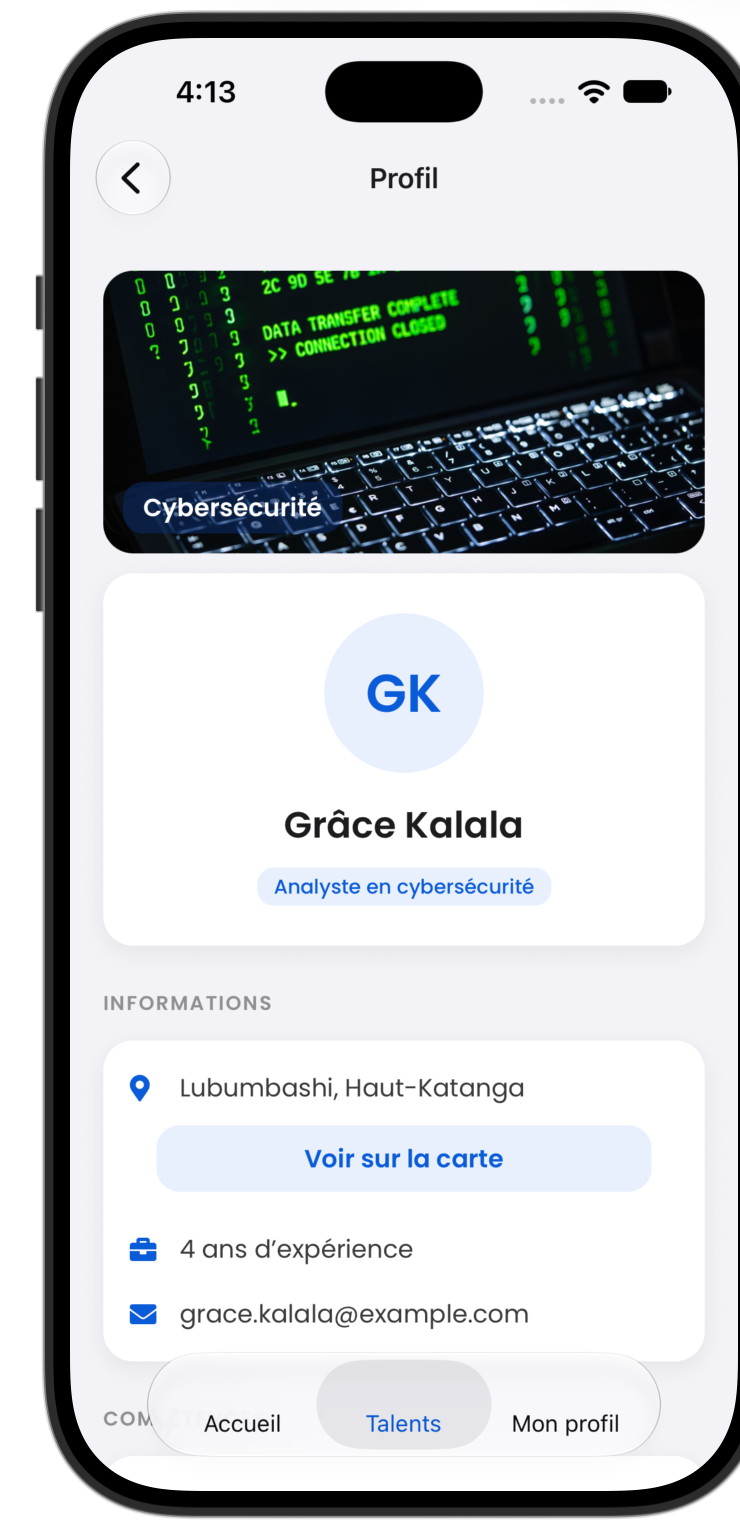 4:13
Profil
2C 9D 5E 7B
DATA TRANSFER COMPLETE
>> CONNECTION CLOSED
Cybersécurité
GK
Grâce Kalala
Analyste en cybersécurité
INFORMATIONS
Lubumbashi, Haut-Katanga
Voir sur la carte
4 ans d’expérience
grace.kalala@example.com
Accueil
Talents
Mon profil